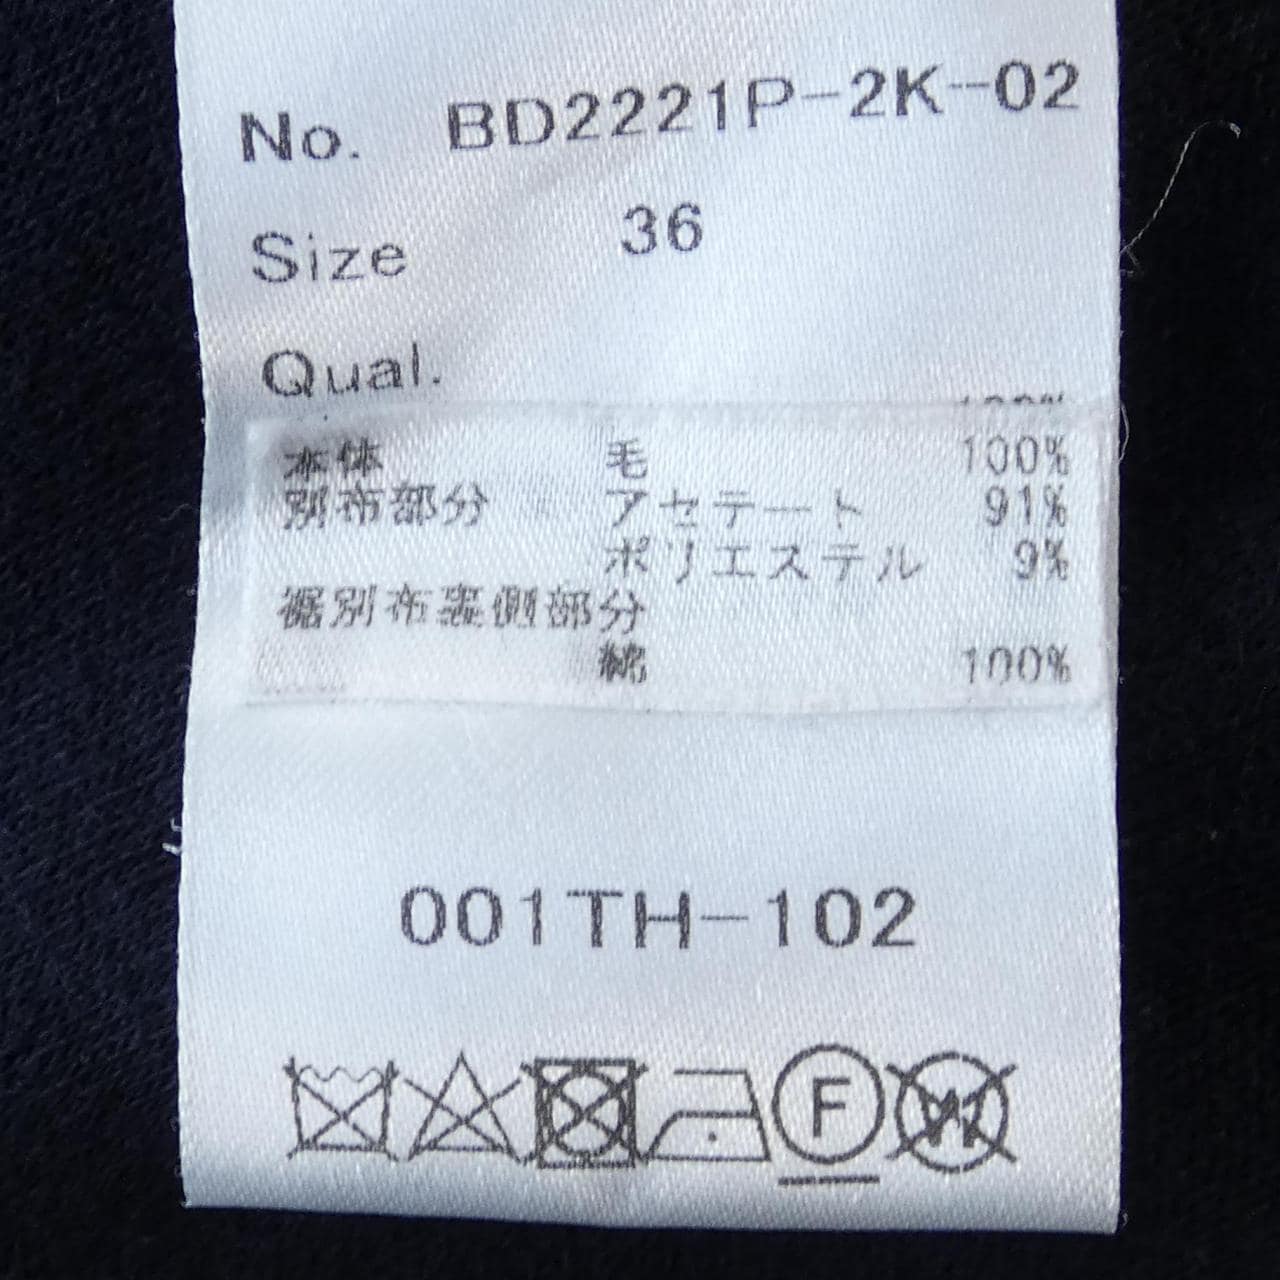 No. BD2221P-2K-02
Size 36
Qual.
本体 毛 100%
別布部分 アセテート 91%
ポリエステル 9%
裾別布裏側部分
綿 100%
001TH-102
F W